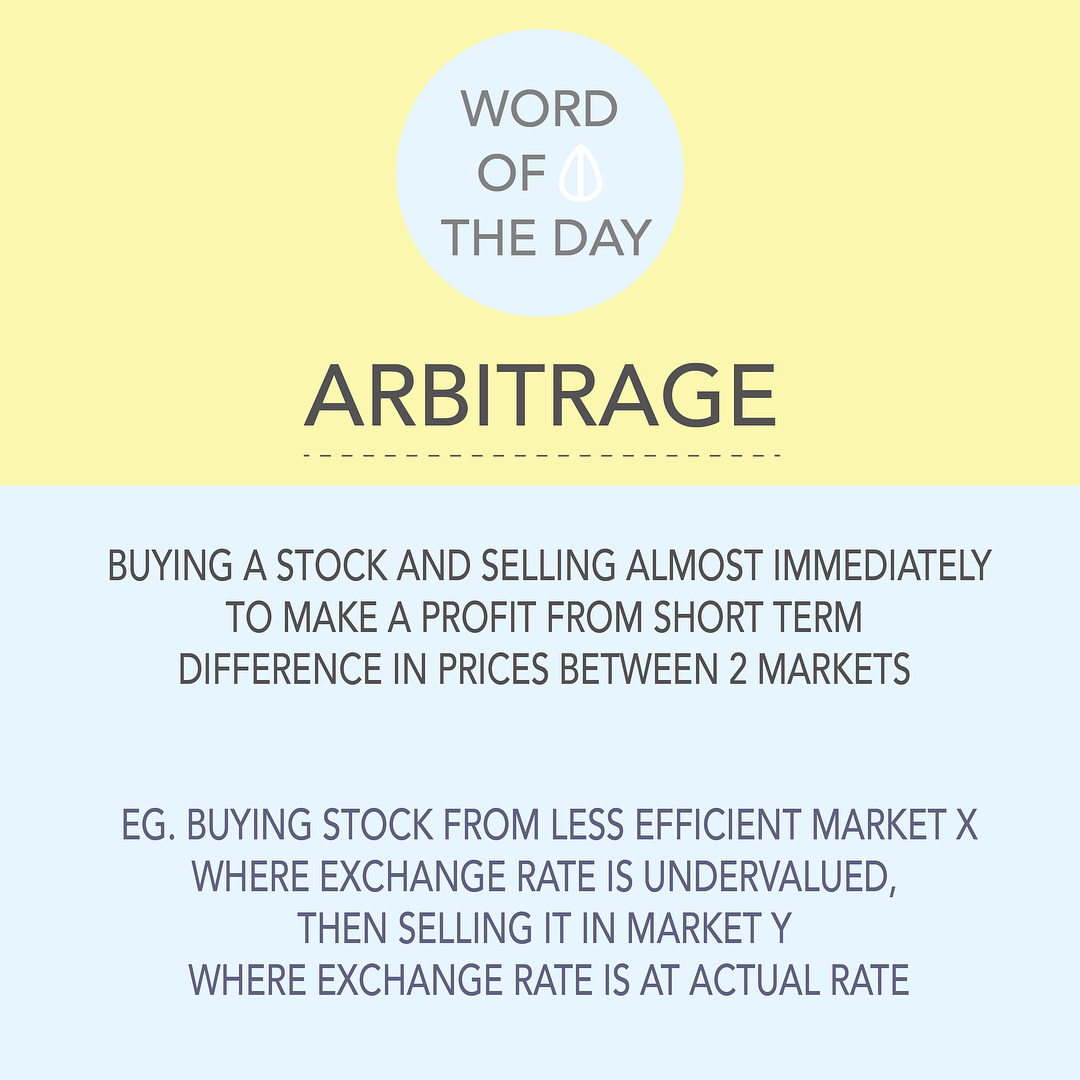 WORD
OF
THE DAY
ARBITRAGE
BUYING A STOCK AND SELLING ALMOST IMMEDIATELY
TO MAKE A PROFIT FROM SHORT TERM
DIFFERENCE IN PRICES BETWEEN 2 MARKETS
EG. BUYING STOCK FROM LESS EFFICIENT MARKET X
WHERE EXCHANGE RATE IS UNDERVALUED,
THEN SELLING IT IN MARKET Y
WHERE EXCHANGE RATE IS AT ACTUAL RATE